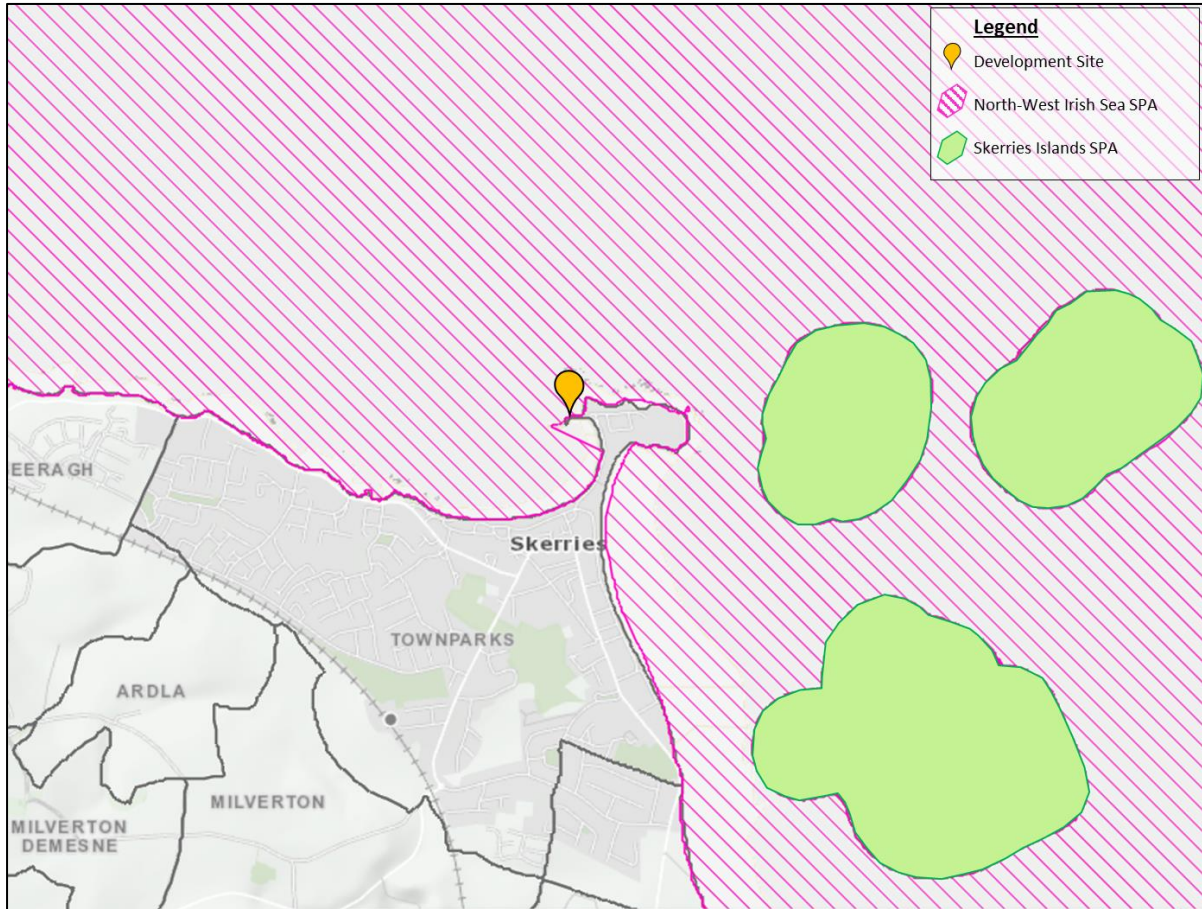 Legend
Development Site
North-West Irish Sea SPA
Skerries Islands SPA
EERAGH
Skerries
TOWNPARKS
ARDLA
MILVERTON
MILVERTON
DEMESNE